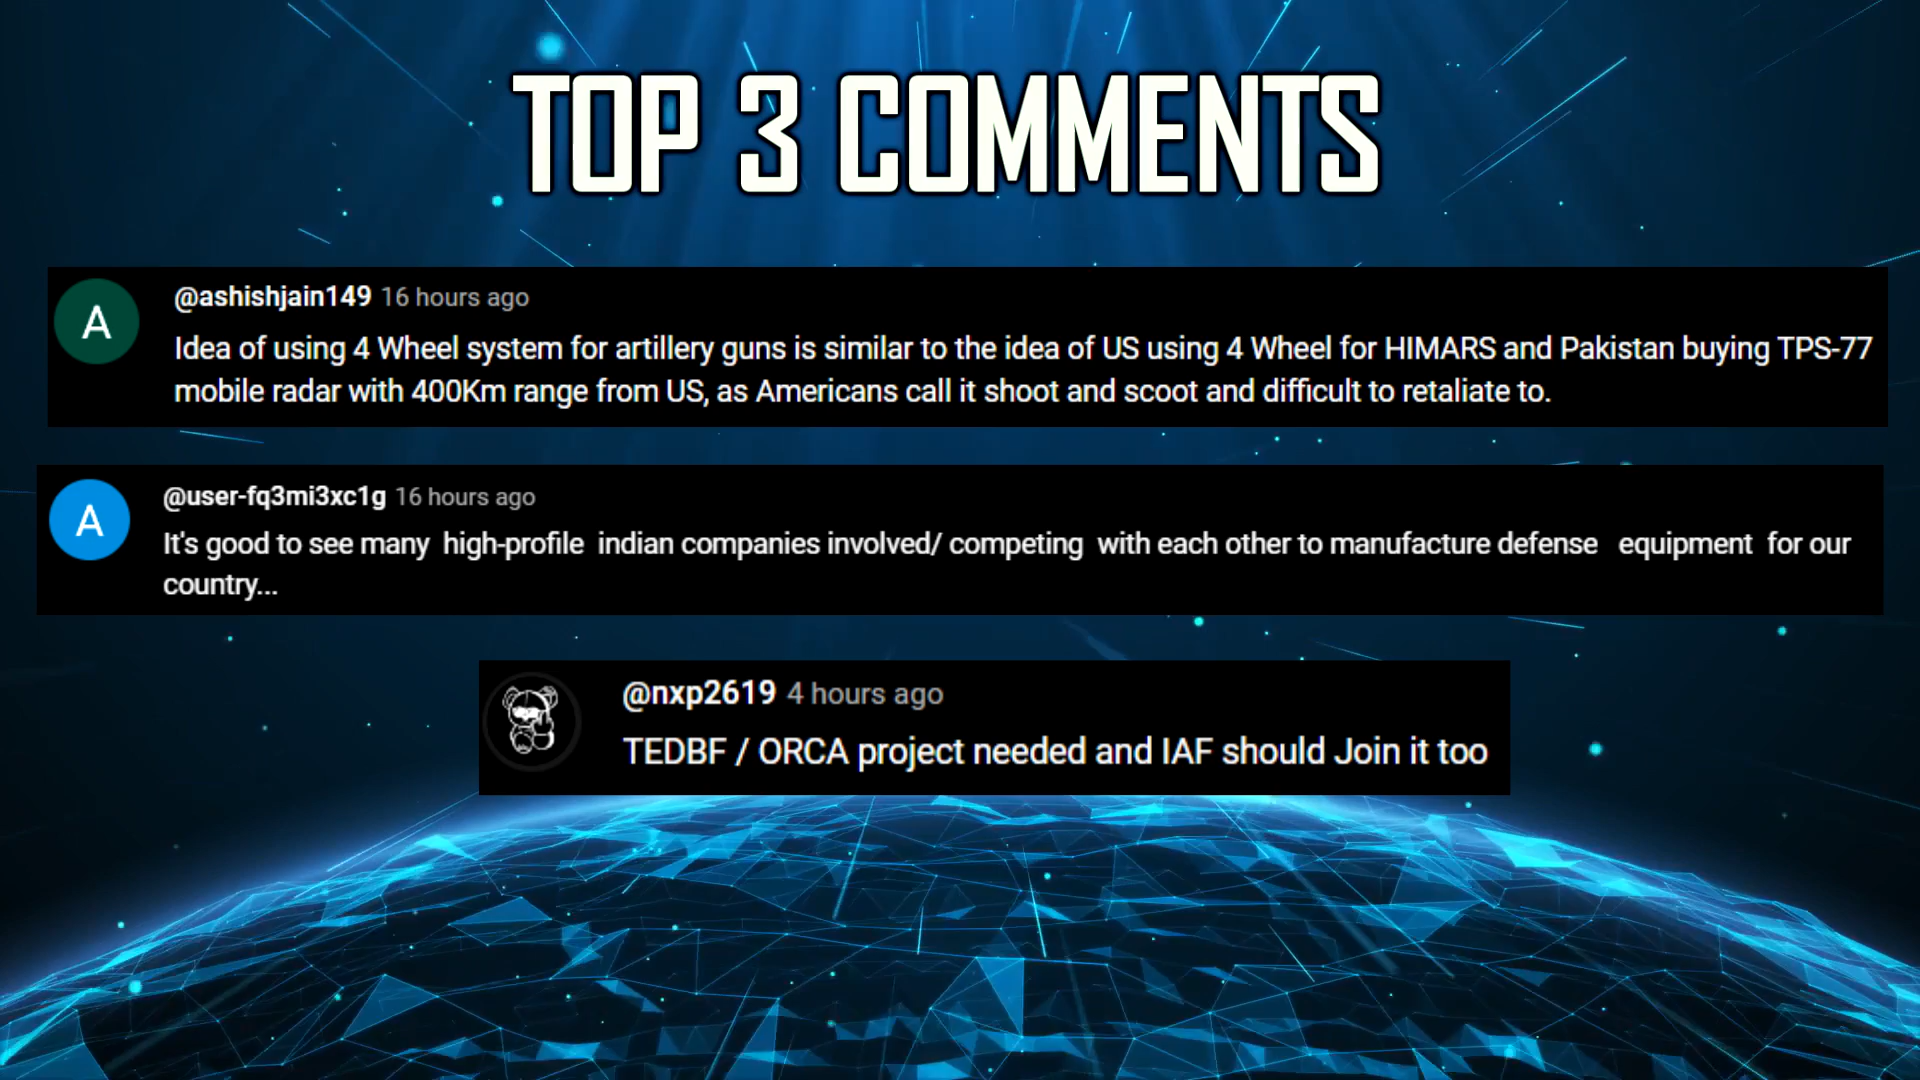 TOP 3 COMMENTS
A
@ashishjain149 16 hours ago
Idea of using 4 Wheel system for artillery guns is similar to the idea of US using 4 Wheel for HIMARS and Pakistan buying TPS-77
mobile radar with 400Km range from US, as Americans call it shoot and scoot and difficult to retaliate to.
A
@user-fq3mi3xc1g 16 hours ago
It's good to see many high-profile indian companies involved/ competing with each other to manufacture defense equipment for our
country...
@nxp2619 4 hours ago
TEDBF / ORCA project needed and IAF should Join it too